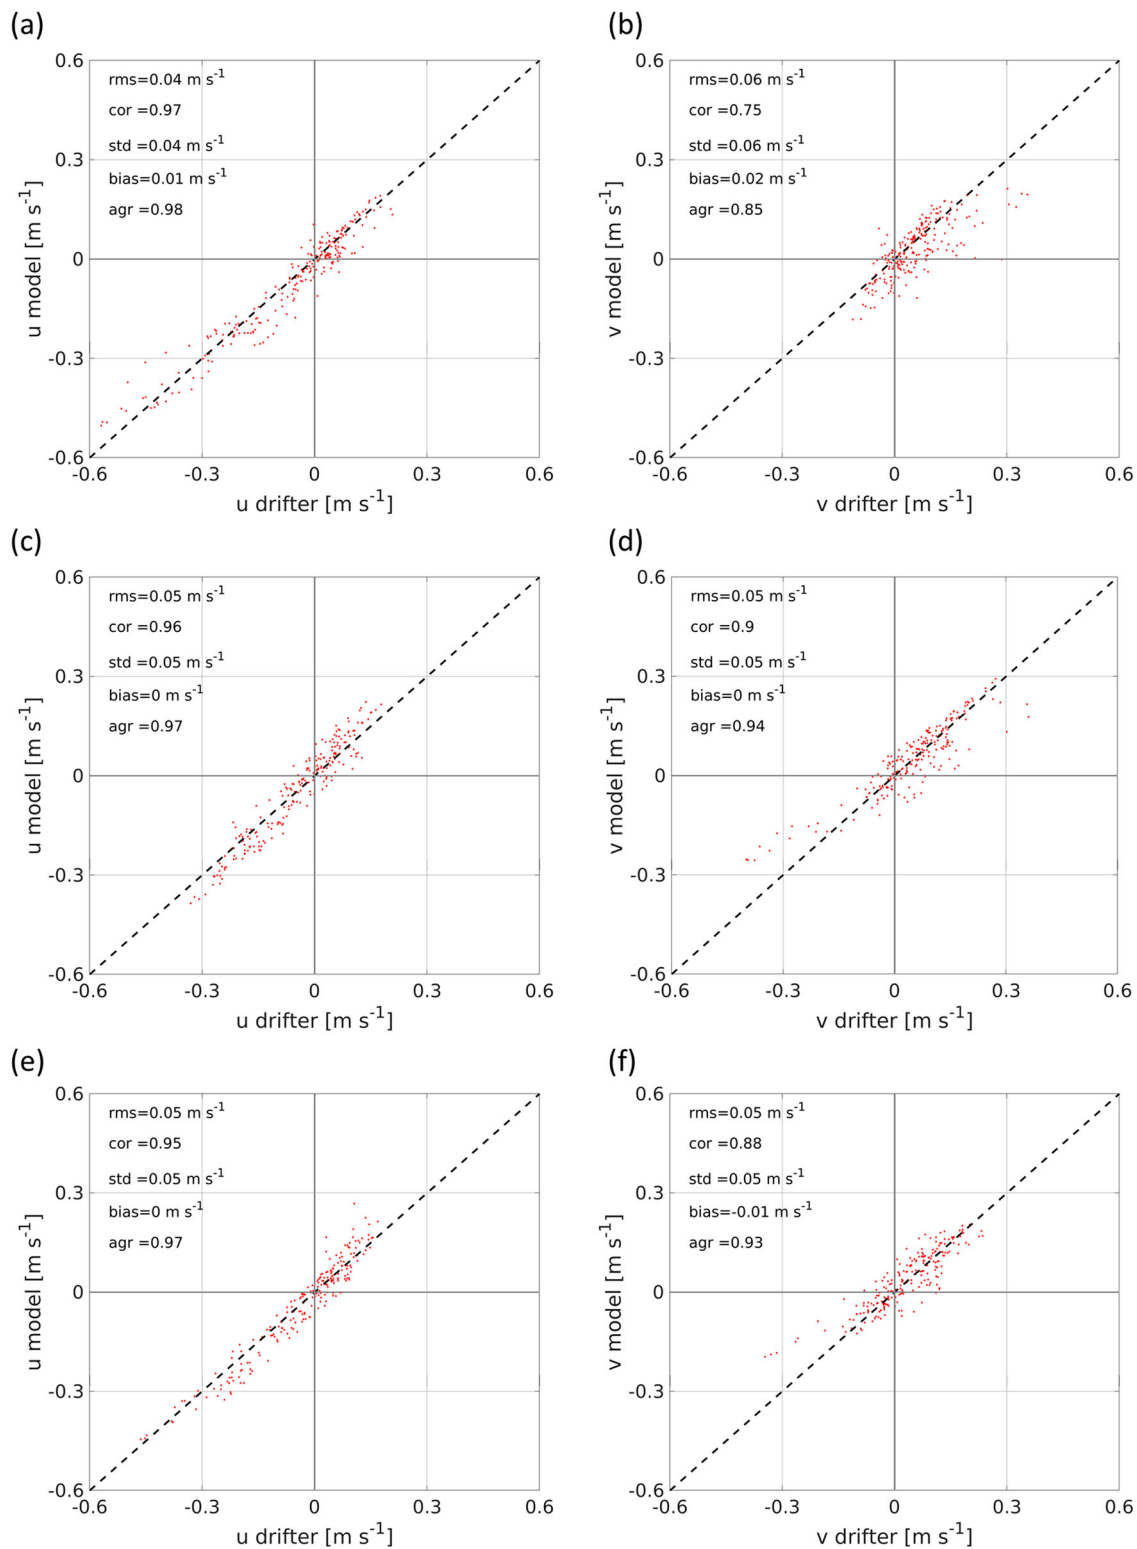 (a)
0.6
rms=0.04 m s⁻¹
cor =0.97
std =0.04 m s⁻¹
0.3
bias=0.01 m s⁻¹
agr =0.98
u model [m s⁻¹]
0
-0.3
-0.6
-0.6 -0.3 0 0.3 0.6
u drifter [m s⁻¹]
(b)
0.6
rms=0.06 m s⁻¹
cor =0.75
std =0.06 m s⁻¹
0.3
bias=0.02 m s⁻¹
agr =0.85
v model [m s⁻¹]
0
-0.3
-0.6
-0.6 -0.3 0 0.3 0.6
v drifter [m s⁻¹]
(c)
0.6
rms=0.05 m s⁻¹
cor =0.96
std =0.05 m s⁻¹
0.3
bias=0 m s⁻¹
agr =0.97
u model [m s⁻¹]
0
-0.3
-0.6
-0.6 -0.3 0 0.3 0.6
u drifter [m s⁻¹]
(d)
0.6
rms=0.05 m s⁻¹
cor =0.9
std =0.05 m s⁻¹
0.3
bias=0 m s⁻¹
agr =0.94
v model [m s⁻¹]
0
-0.3
-0.6
-0.6 -0.3 0 0.3 0.6
v drifter [m s⁻¹]
(e)
0.6
rms=0.05 m s⁻¹
cor =0.95
std =0.05 m s⁻¹
0.3
bias=0 m s⁻¹
agr =0.97
u model [m s⁻¹]
0
-0.3
-0.6
-0.6 -0.3 0 0.3 0.6
u drifter [m s⁻¹]
(f)
0.6
rms=0.05 m s⁻¹
cor =0.88
std =0.05 m s⁻¹
0.3
bias=-0.01 m s⁻¹
agr =0.93
v model [m s⁻¹]
0
-0.3
-0.6
-0.6 -0.3 0 0.3 0.6
v drifter [m s⁻¹]